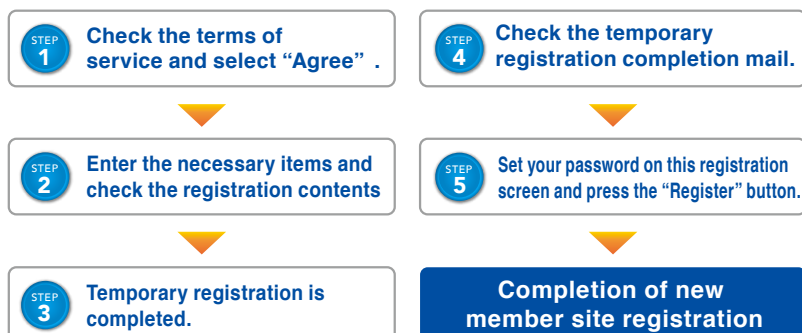 STEP
1
Check the terms of
service and select “Agree” .
STEP
2
Enter the necessary items and
check the registration contents
STEP
3
Temporary registration is
completed.
STEP
4
Check the temporary
registration completion mail.
STEP
5
Set your password on this registration
screen and press the “Register” button.
Completion of new
member site registration